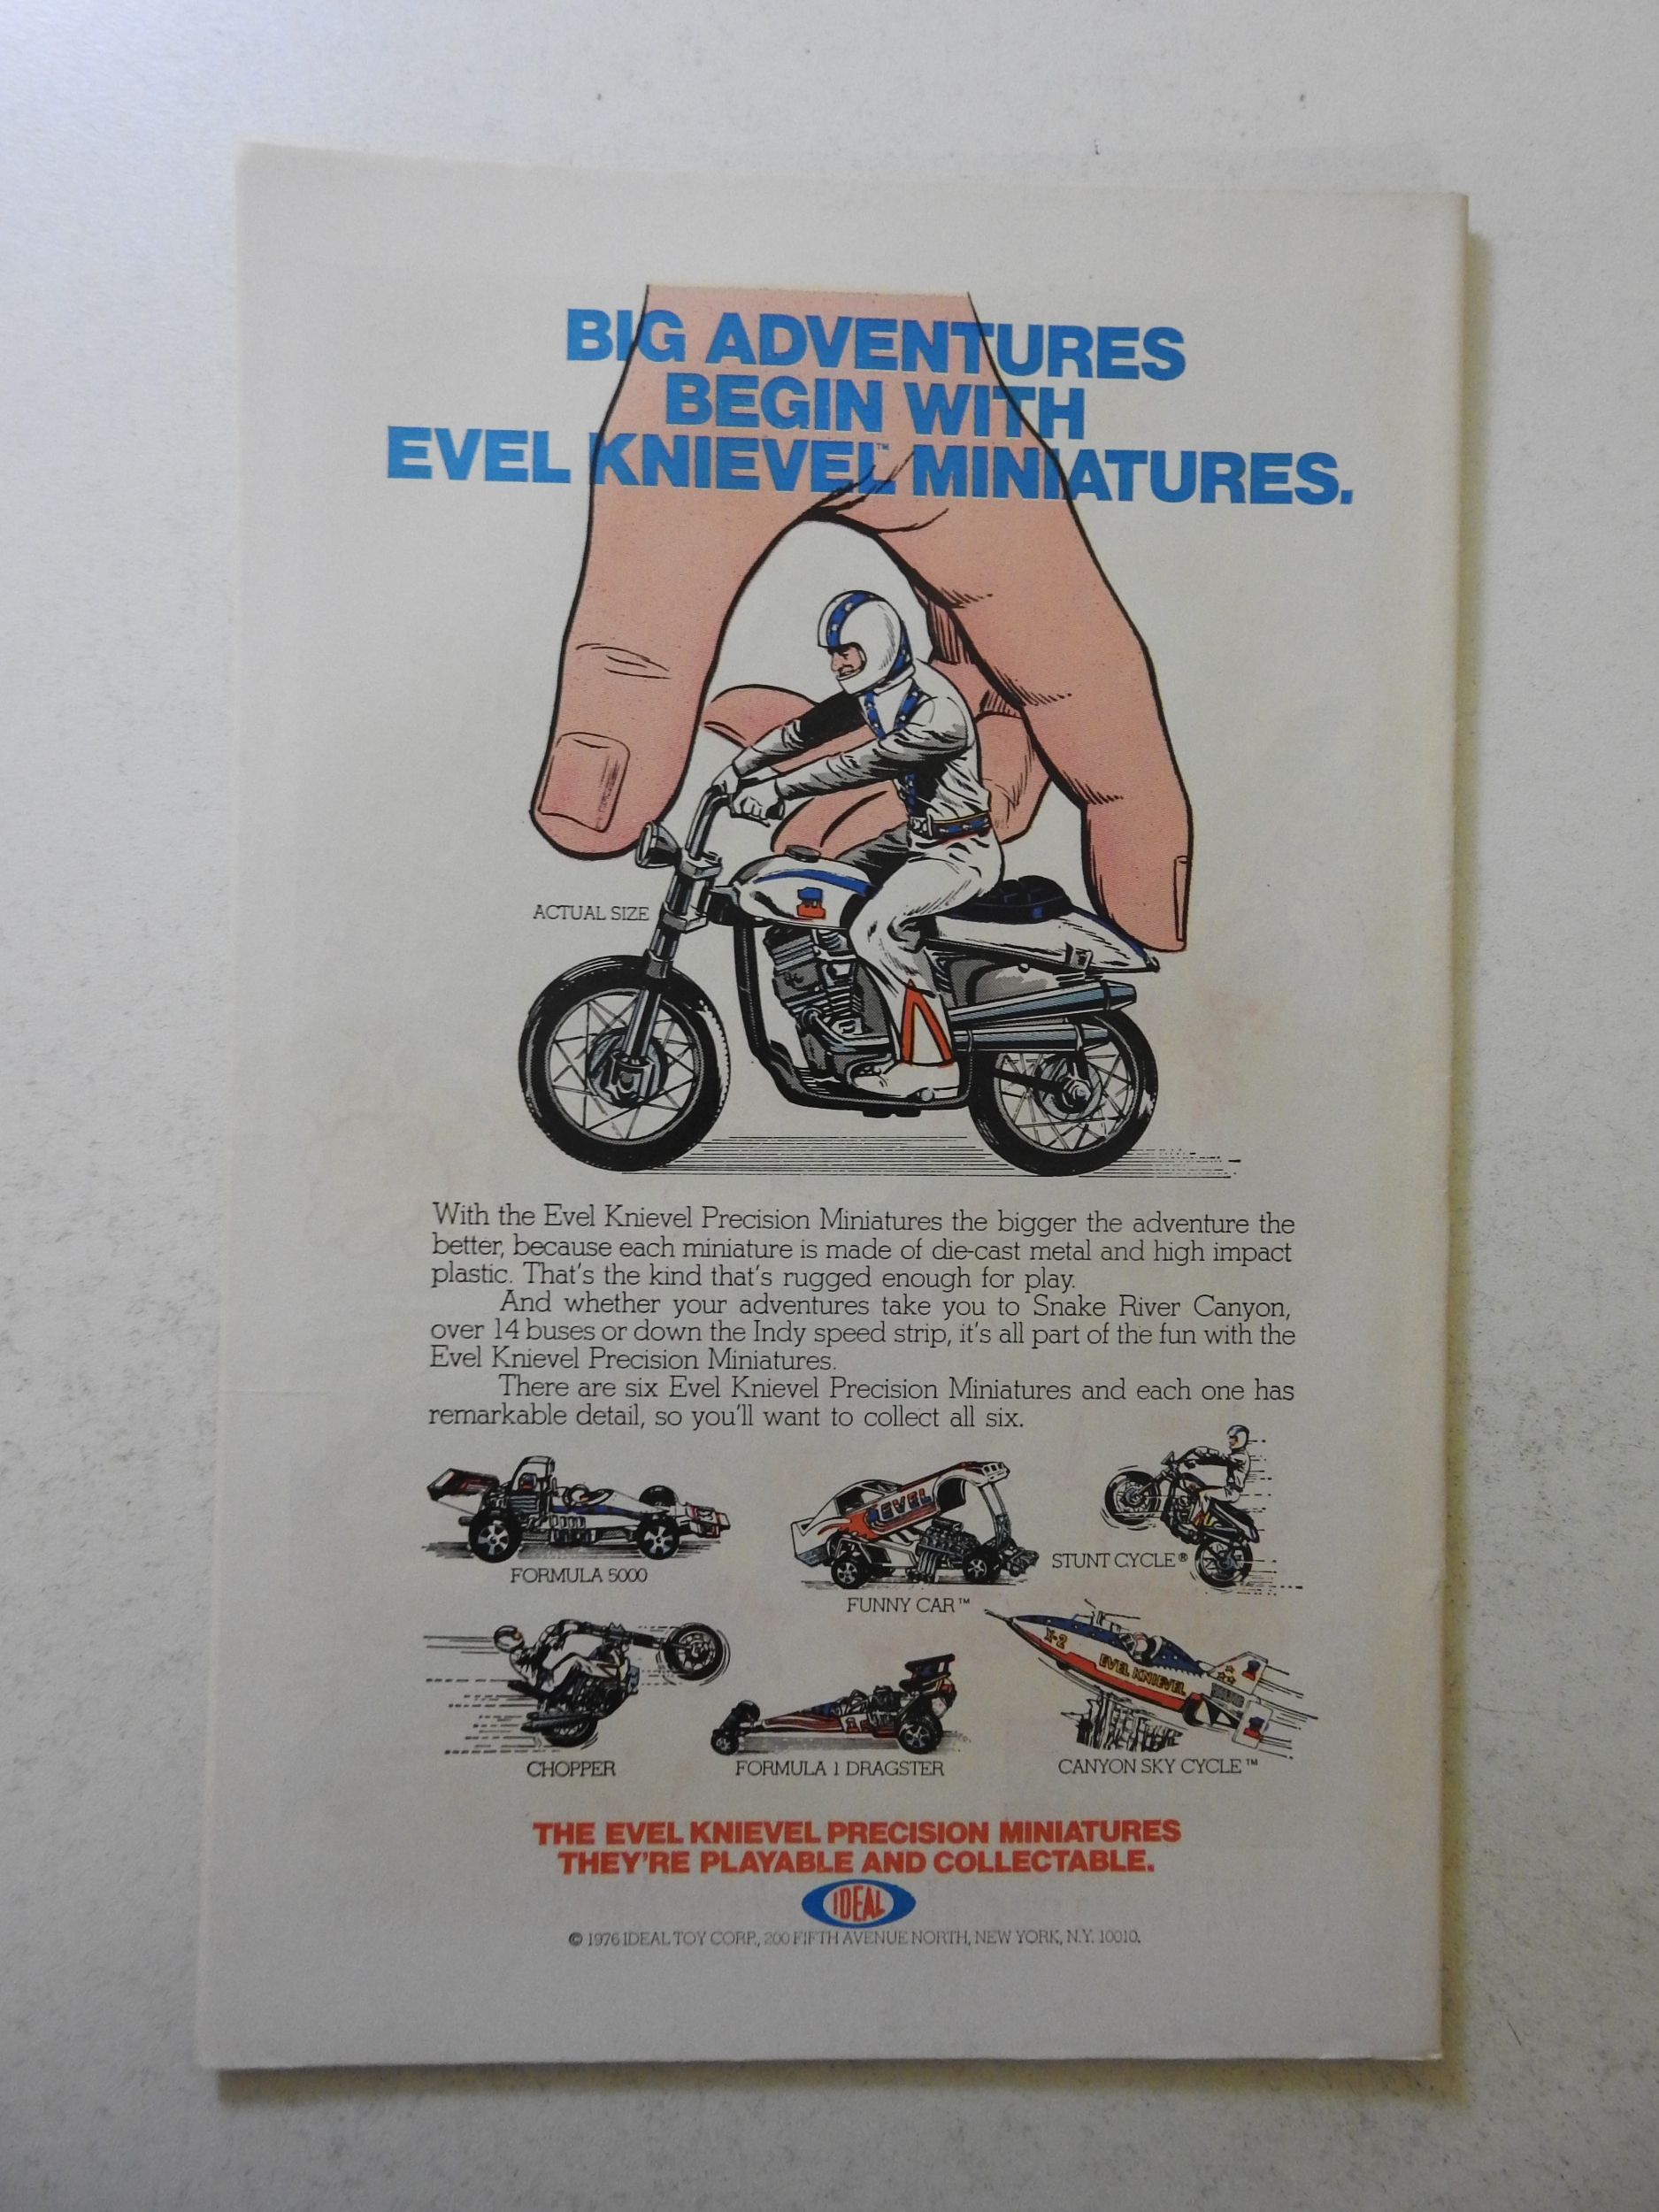 BIG ADVENTURES
BEGIN WITH
EVEL KNIEVEL™ MINIATURES.
ACTUAL SIZE
With the Evel Knievel Precision Miniatures the bigger the adventure the
better, because each miniature is made of die-cast metal and high impact
plastic. That's the kind that's rugged enough for play.
And whether your adventures take you to Snake River Canyon,
over 14 buses or down the Indy speed strip, it's all part of the fun with the
Evel Knievel Precision Miniatures.
There are six Evel Knievel Precision Miniatures and each one has
remarkable detail, so you'll want to collect all six.
FORMULA 5000
EVEL
FUNNY CAR™
STUNT CYCLE®
CHOPPER
1
FORMULA 1 DRAGSTER
X-2
EVEL KNIEVEL
CANYON SKY CYCLE™
THE EVEL KNIEVEL PRECISION MINIATURES
THEY'RE PLAYABLE AND COLLECTABLE.
IDEAL
© 1976 IDEAL TOY CORP., 200 FIFTH AVENUE NORTH, NEW YORK, N.Y. 10010.